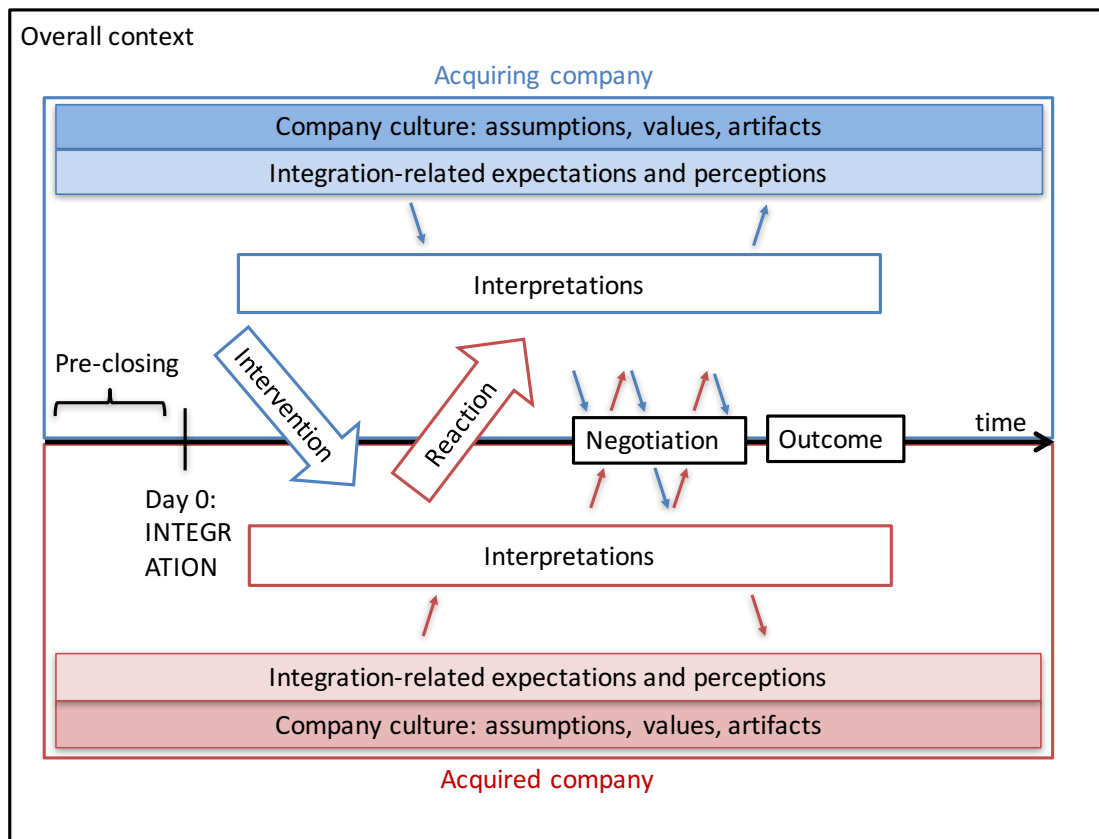 Overall context
Acquiring company
Company culture: assumptions, values, artifacts
Integration-related expectations and perceptions
Interpretations
Pre-closing
Intervention
Reaction
Negotiation
Outcome
time
Day 0:
INTEGR
ATION
Interpretations
Integration-related expectations and perceptions
Company culture: assumptions, values, artifacts
Acquired company